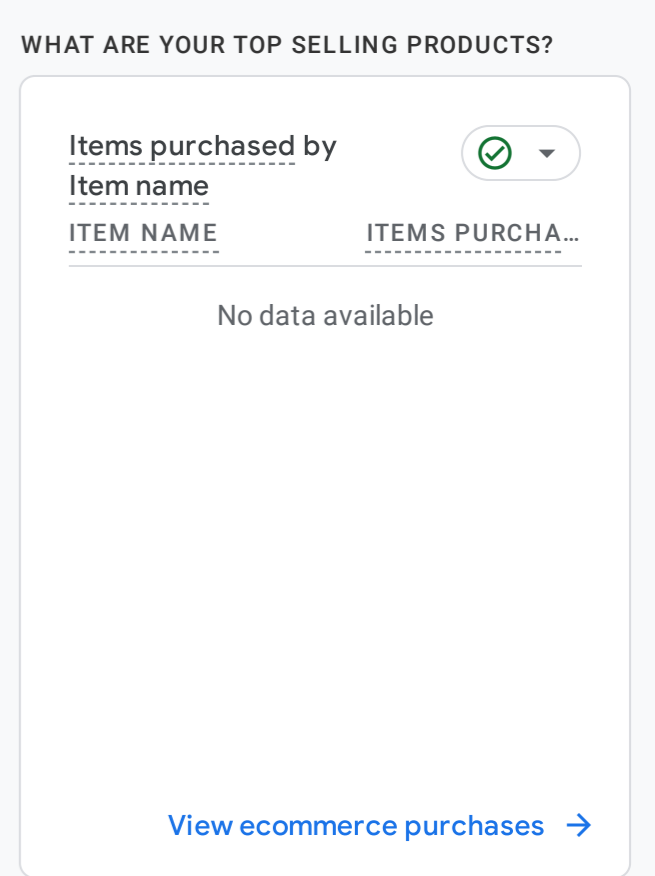 WHAT ARE YOUR TOP SELLING PRODUCTS?
Items purchased by
Item name
ITEM NAME ITEMS PURCHA...
No data available
View ecommerce purchases →